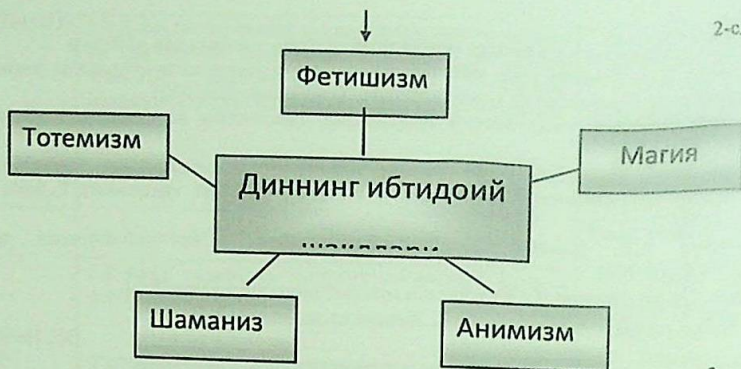 2-с
Фетишизм
Тотемизм
Магия
Диннинг ибтидоий
Шаманиз
Анимизм